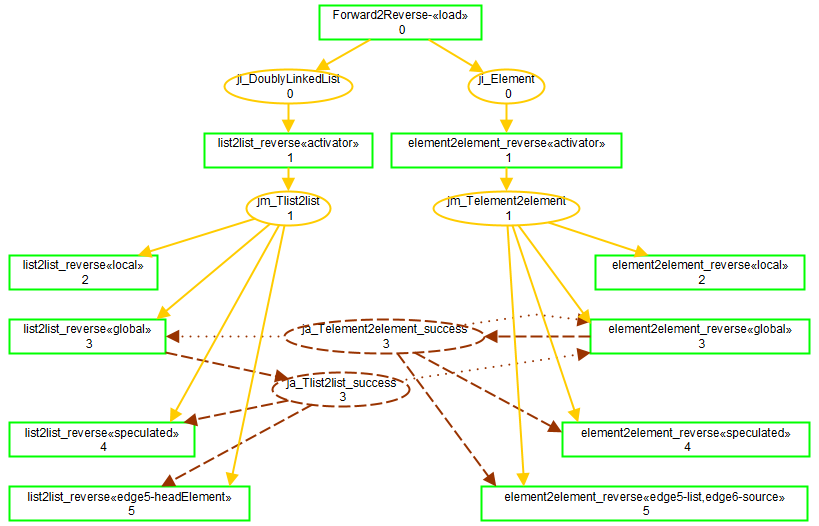 Forward2Reverse-«load»
0
ji_DoublyLinkedList
0
ji_Element
0
list2list_reverse«activator»
1
element2element_reverse«activator»
1
jm_Tlist2list
1
jm_Telement2element
1
list2list_reverse«local»
2
element2element_reverse«local»
2
list2list_reverse«global»
3
ja_Telement2element_success
3
element2element_reverse«global»
3
ja_Tlist2list_success
3
list2list_reverse«speculated»
4
element2element_reverse«speculated»
4
list2list_reverse«edge5-headElement»
5
element2element_reverse«edge5-list,edge6-source»
5